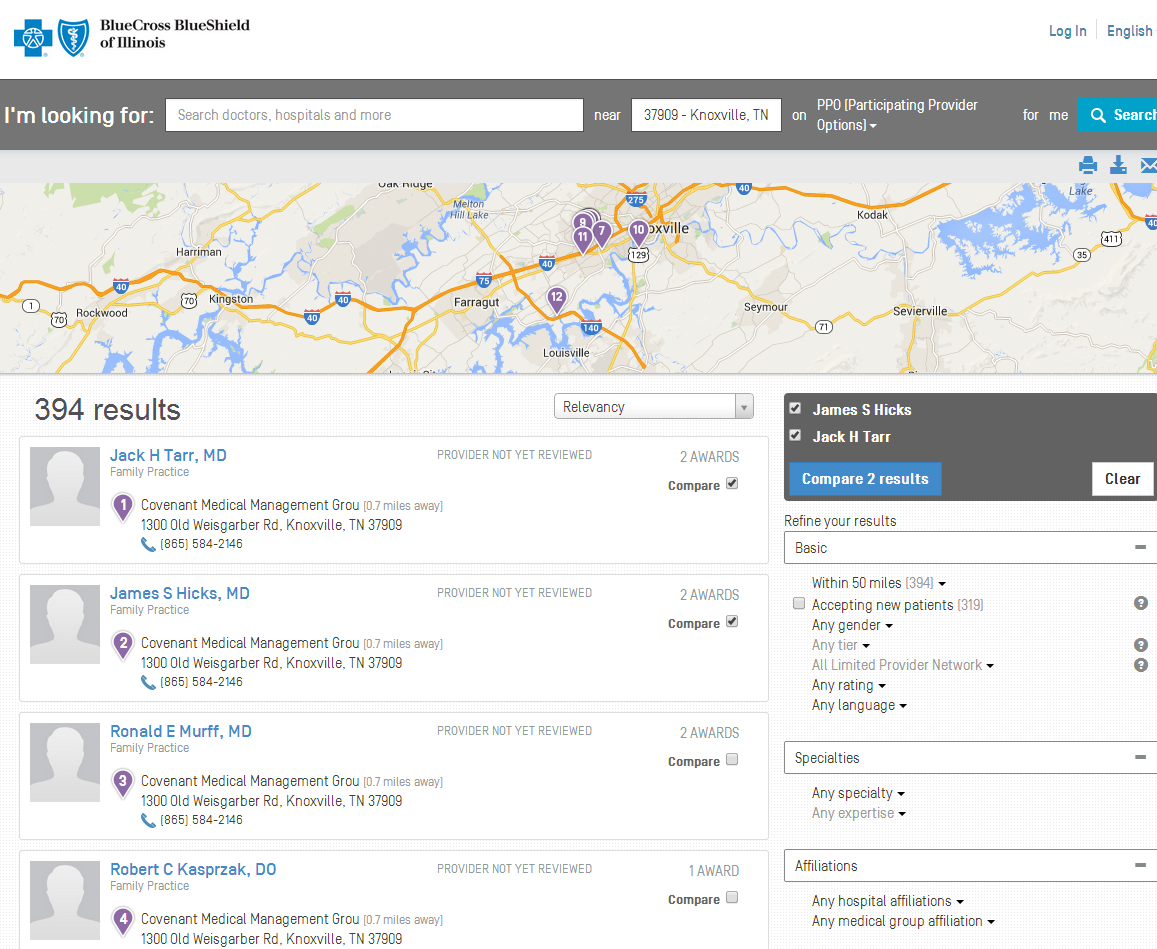 BlueCross BlueShield
of Illinois
Log In
English
I'm looking for:
Search doctors, hospitals and more
near
37909 - Knoxville, TN
on
PPO [Participating Provider
Options]
for me
Search
Oak Ridge
Melton
Hill Lake
275
40
Lake
Kodak
40
9
11
7
10
oxville
129
411
35
Harriman
40
75
40
Kingston
70
40
1
70
Rockwood
40
Farragut
12
140
Louisville
Seymour
71
Sevierville
394 results
Relevancy
Jack H Tarr, MD
Family Practice
PROVIDER NOT YET REVIEWED
2 AWARDS
Compare
1
Covenant Medical Management Grou [0.7 miles away]
1300 Old Weisgarber Rd, Knoxville, TN 37909
(865) 584-2146
James S Hicks, MD
Family Practice
PROVIDER NOT YET REVIEWED
2 AWARDS
Compare
2
Covenant Medical Management Grou [0.7 miles away]
1300 Old Weisgarber Rd, Knoxville, TN 37909
(865) 584-2146
Ronald E Murff, MD
Family Practice
PROVIDER NOT YET REVIEWED
2 AWARDS
Compare
3
Covenant Medical Management Grou [0.7 miles away]
1300 Old Weisgarber Rd, Knoxville, TN 37909
(865) 584-2146
Robert C Kasprzak, DO
Family Practice
PROVIDER NOT YET REVIEWED
1 AWARD
Compare
4
Covenant Medical Management Grou [0.7 miles away]
1300 Old Weisgarber Rd, Knoxville, TN 37909
James S Hicks
Jack H Tarr
Compare 2 results
Clear
Refine your results
Basic
Within 50 miles [394]
Accepting new patients [319]
?
Any gender
Any tier
?
All Limited Provider Network
?
Any rating
Any language
Specialties
Any specialty
Any expertise
Affiliations
Any hospital affiliations
Any medical group affiliation